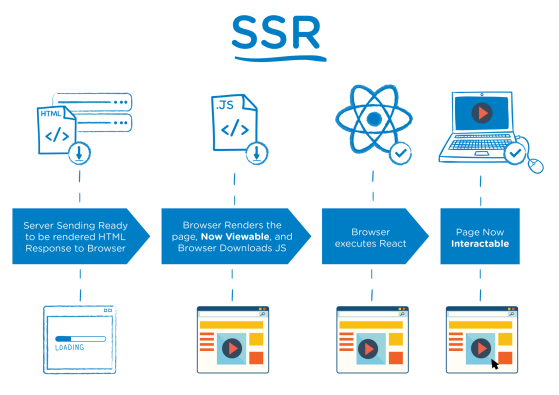 SSR
HTML
</>
.JS
</>
Server Sending Ready
to be rendered HTML
Response to Browser
Browser Renders the
page, Now Viewable, and
Browser Downloads JS
Browser
executes React
Page Now
Interactable
LOADING